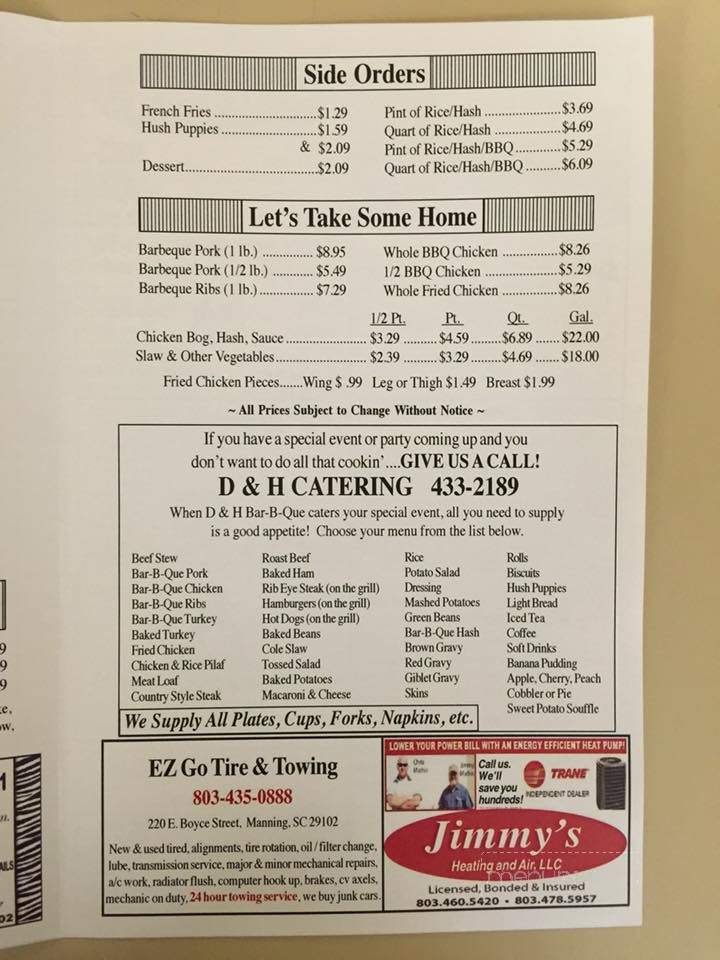 Side Orders
French Fries ............................$1.29
Hush Puppies ..........................$1.59
& $2.09
Dessert....................................$2.09
Pint of Rice/Hash ....................$3.69
Quart of Rice/Hash .................$4.69
Pint of Rice/Hash/BBQ............$5.29
Quart of Rice/Hash/BBQ..........$6.09
Let's Take Some Home
Barbeque Pork (1 lb.) .............. $8.95
Barbeque Pork (1/2 lb.) ........... $5.49
Barbeque Ribs (1 lb.)............... $7.29
Whole BBQ Chicken ...............$8.26
1/2 BBQ Chicken ....................$5.29
Whole Fried Chicken ...............$8.26
1/2 Pt. Pt. Qt. Gal.
Chicken Bog, Hash, Sauce...................... $3.29 ......... $4.59 .........$6.89 ...... $22.00
Slaw & Other Vegetables......................... $2.39 ......... $3.29 .........$4.69 ...... $18.00
Fried Chicken Pieces.......Wing $ .99 Leg or Thigh $1.49 Breast $1.99
~ All Prices Subject to Change Without Notice ~
If you have a special event or party coming up and you
don't want to do all that cookin'....GIVE US A CALL!
D & H CATERING 433-2189
When D & H Bar-B-Que caters your special event, all you need to supply
is a good appetite! Choose your menu from the list below.
Beef Stew
Bar-B-Que Pork
Bar-B-Que Chicken
Bar-B-Que Ribs
Bar-B-Que Turkey
Baked Turkey
Fried Chicken
Chicken & Rice Pilaf
Meat Loaf
Country Style Steak
Roast Beef
Baked Ham
Rib Eye Steak (on the grill)
Hamburgers (on the grill)
Hot Dogs (on the grill)
Baked Beans
Cole Slaw
Tossed Salad
Baked Potatoes
Macaroni & Cheese
Rice
Potato Salad
Dressing
Mashed Potatoes
Green Beans
Bar-B-Que Hash
Brown Gravy
Red Gravy
Giblet Gravy
Skins
Rolls
Biscuits
Hush Puppies
Light Bread
Iced Tea
Coffee
Soft Drinks
Banana Pudding
Apple, Cherry, Peach
Cobbler or Pie
Sweet Potato Souffle
We Supply All Plates, Cups, Forks, Napkins, etc.
EZ Go Tire & Towing
803-435-0888
220 E. Boyce Street, Manning, SC 29102
New & used tired, alignments, tire rotation, oil / filter change,
lube, transmission service, major & minor mechanical repairs,
a/c work, radiator flush, computer hook up, brakes, cv axels,
mechanic on duty, 24 hour towing service, we buy junk cars.
LOWER YOUR POWER BILL WITH AN ENERGY EFFICIENT HEAT PUMP!
Chris
Jimmy
Call us.
We'll
save you
hundreds!
TRANE
INDEPENDENT DEALER
Jimmy's
Heating and Air, LLC
Licensed, Bonded & Insured
803.460.5420 • 803.478.5957